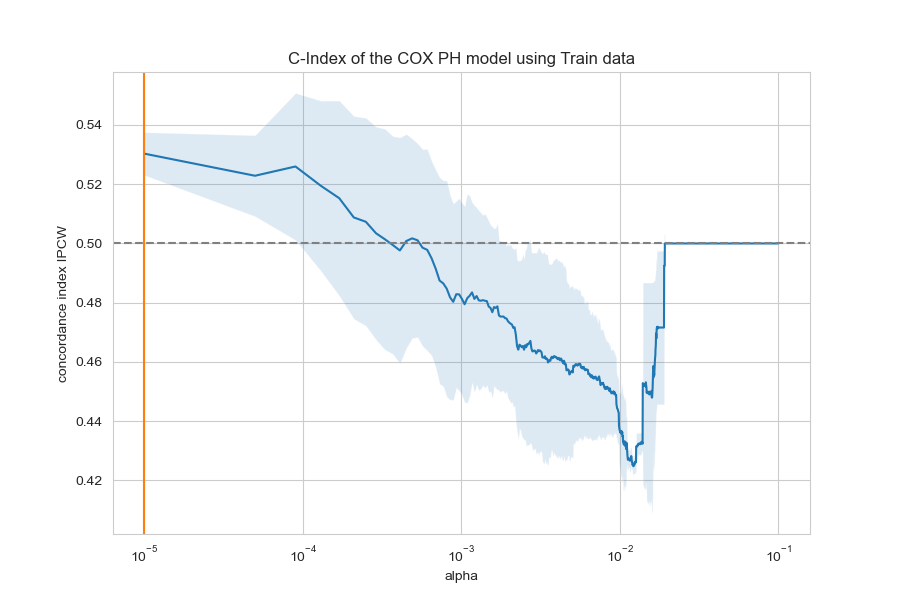 C-Index of the COX PH model using Train data
concordance index IPCW
0.54
0.52
0.50
0.48
0.46
0.44
0.42
10⁻⁵ 10⁻⁴ 10⁻³ 10⁻² 10⁻¹
alpha